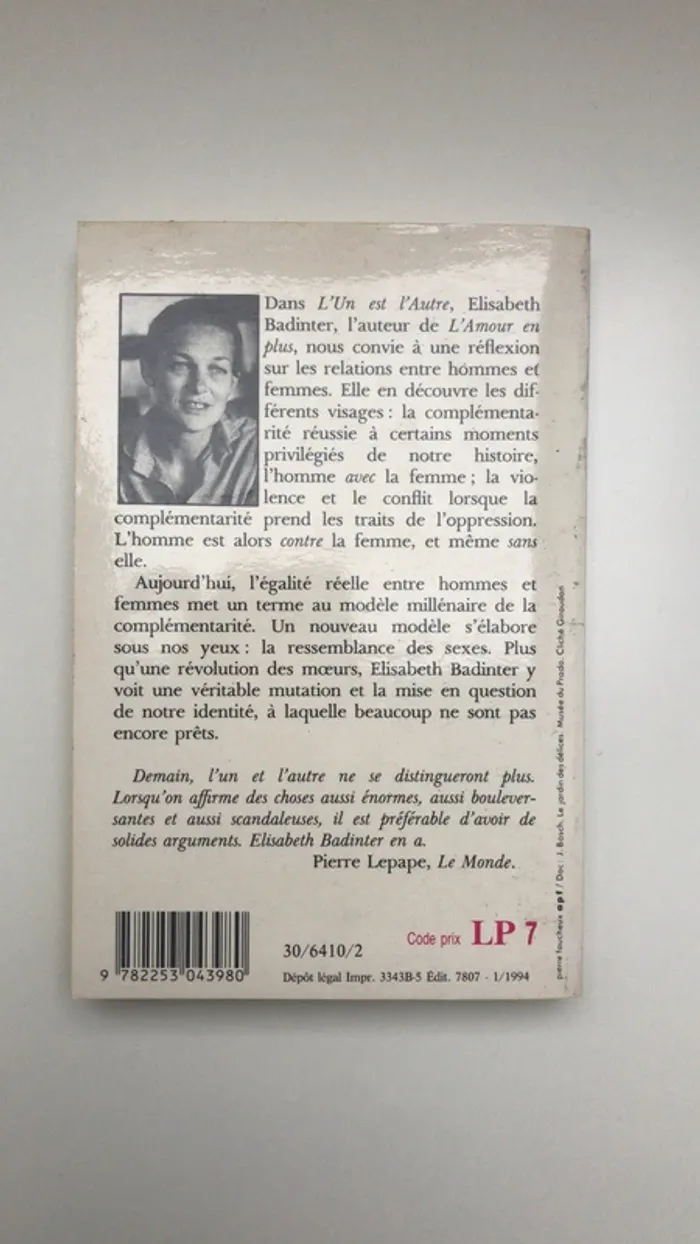 Dans L'Un est l'Autre, Elisabeth
Badinter, l'auteur de L'Amour en
plus, nous convie à une réflexion
sur les relations entre hommes et
femmes. Elle en découvre les dif-
férents visages : la complémenta-
rité réussie à certains moments
privilégiés de notre histoire,
l'homme avec la femme ; la vio-
lence et le conflit lorsque la
complémentarité prend les traits de l'oppression.
L'homme est alors contre la femme, et même sans
elle.
Aujourd'hui, l'égalité réelle entre hommes et
femmes met un terme au modèle millénaire de la
complémentarité. Un nouveau modèle s'élabore
sous nos yeux : la ressemblance des sexes. Plus
qu'une révolution des mœurs, Elisabeth Badinter y
voit une véritable mutation et la mise en question
de notre identité, à laquelle beaucoup ne sont pas
encore prêts.
Demain, l'un et l'autre ne se distingueront plus.
Lorsqu'on affirme des choses aussi énormes, aussi boulever-
santes et aussi scandaleuses, il est préférable d'avoir de
solides arguments. Elisabeth Badinter en a.
Pierre Lepape, Le Monde.
pierre faucheux apf / Doc : J. Bosch. Le jardin des délices. Musée du Prado. Cliché Giraudon
9 782253 043980
30/6410/2
Code prix LP 7
Dépôt légal Impr. 3343B-5 Édit. 7807 - 1/1994